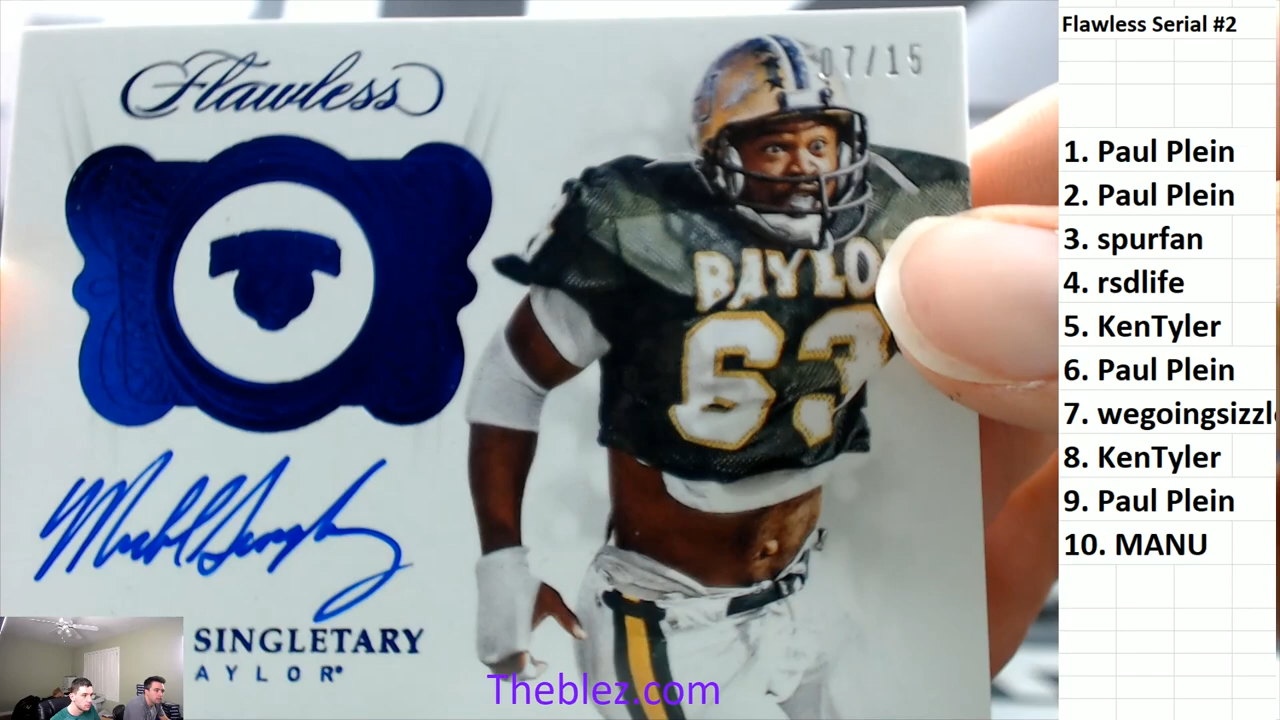 Flawless
07/15
BAYLO
63
SINGLETARY
AYLOR
Theblez.com
Flawless Serial #2
1. Paul Plein
2. Paul Plein
3. spurfan
4. rsdlife
5. KenTyler
6. Paul Plein
7. wegoingsizzl
8. KenTyler
9. Paul Plein
10. MANU